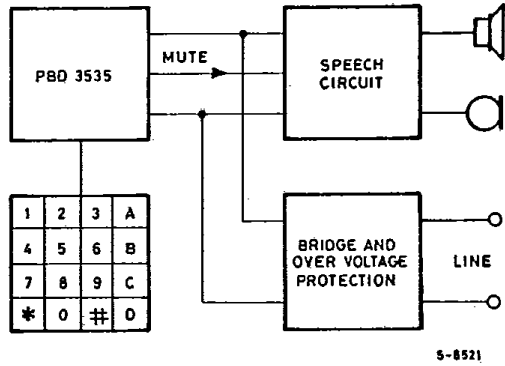 PBD 3535
MUTE
SPEECH
CIRCUIT
1 2 3 A
4 5 6 B
7 8 9 C
* 0 # D
BRIDGE AND
OVER VOLTAGE
PROTECTION
LINE
S-8521